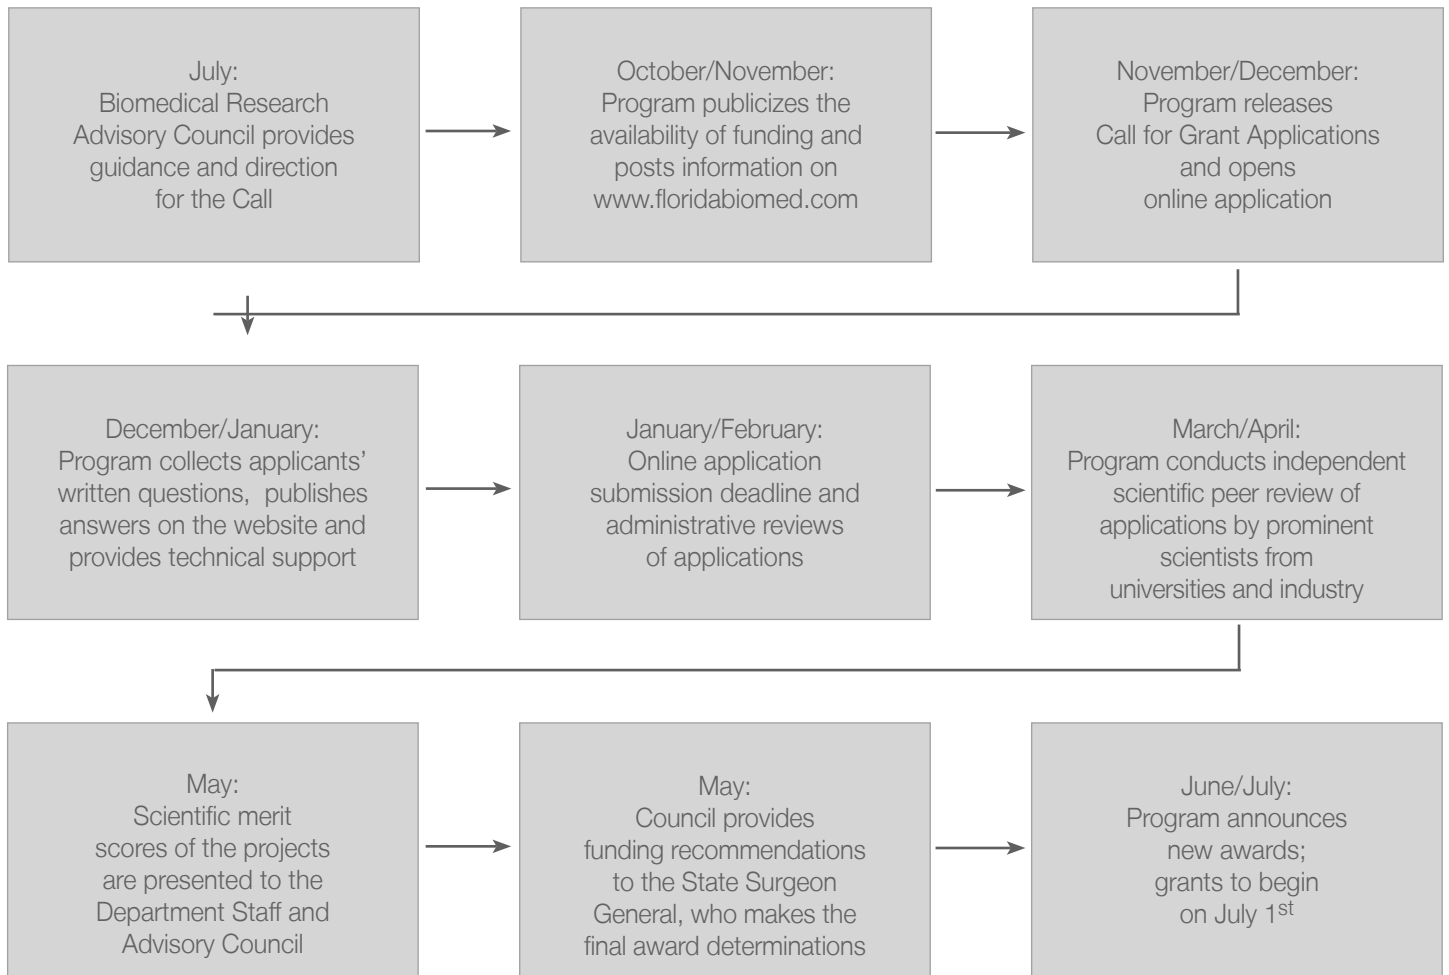 July:
Biomedical Research
Advisory Council provides
guidance and direction
for the Call
October/November:
Program publicizes the
availability of funding and
posts information on
www.floridabiomed.com
November/December:
Program releases
Call for Grant Applications
and opens
online application
December/January:
Program collects applicants’
written questions,  publishes
answers on the website and
provides technical support
January/February:
Online application
submission deadline and
administrative reviews
of applications
March/April:
Program conducts independent
scientific peer review of
applications by prominent
scientists from
universities and industry
May:
Scientific merit
scores of the projects
are presented to the
Department Staff and
Advisory Council
May:
Council provides
funding recommendations
to the State Surgeon
General, who makes the
final award determinations
June/July:
Program announces
new awards;
grants to begin
on July 1st